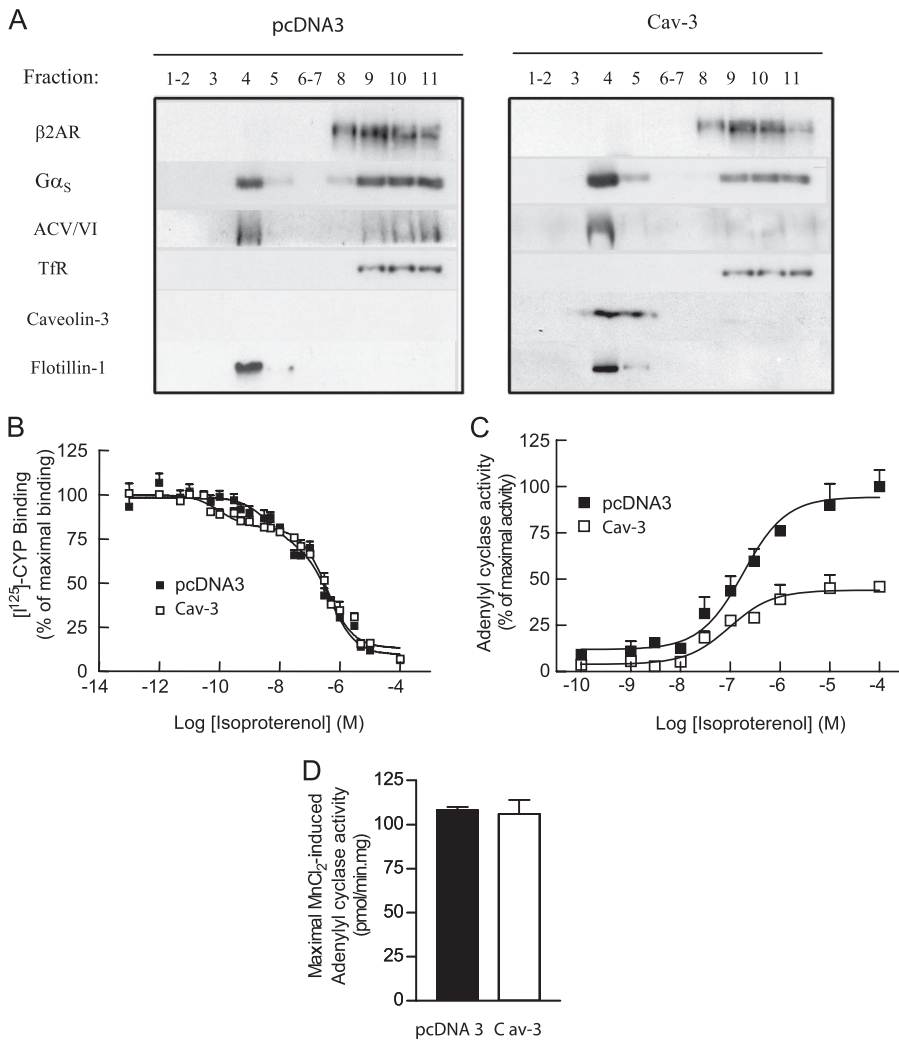 A
pcDNA3
Cav-3
Fraction:
1-2 3 4 5 6-7 8 9 10 11
1-2 3 4 5 6-7 8 9 10 11
β2AR
GαS
ACV/VI
TfR
Caveolin-3
Flotillin-1
B
[I125]-CYP Binding
(% of maximal binding)
125
100
75
50
25
0
pcDNA3
Cav-3
-14 -12 -10 -8 -6 -4
Log [Isoproterenol] (M)
C
Adenylyl cyclase activity
(% of maximal activity)
125
100
75
50
25
0
pcDNA3
Cav-3
-10 -9 -8 -7 -6 -5 -4
Log [Isoproterenol] (M)
D
Maximal MnCl2-induced
Adenylyl cyclase activity
(pmol/min.mg)
125
100
75
50
25
0
pcDNA 3 C av-3